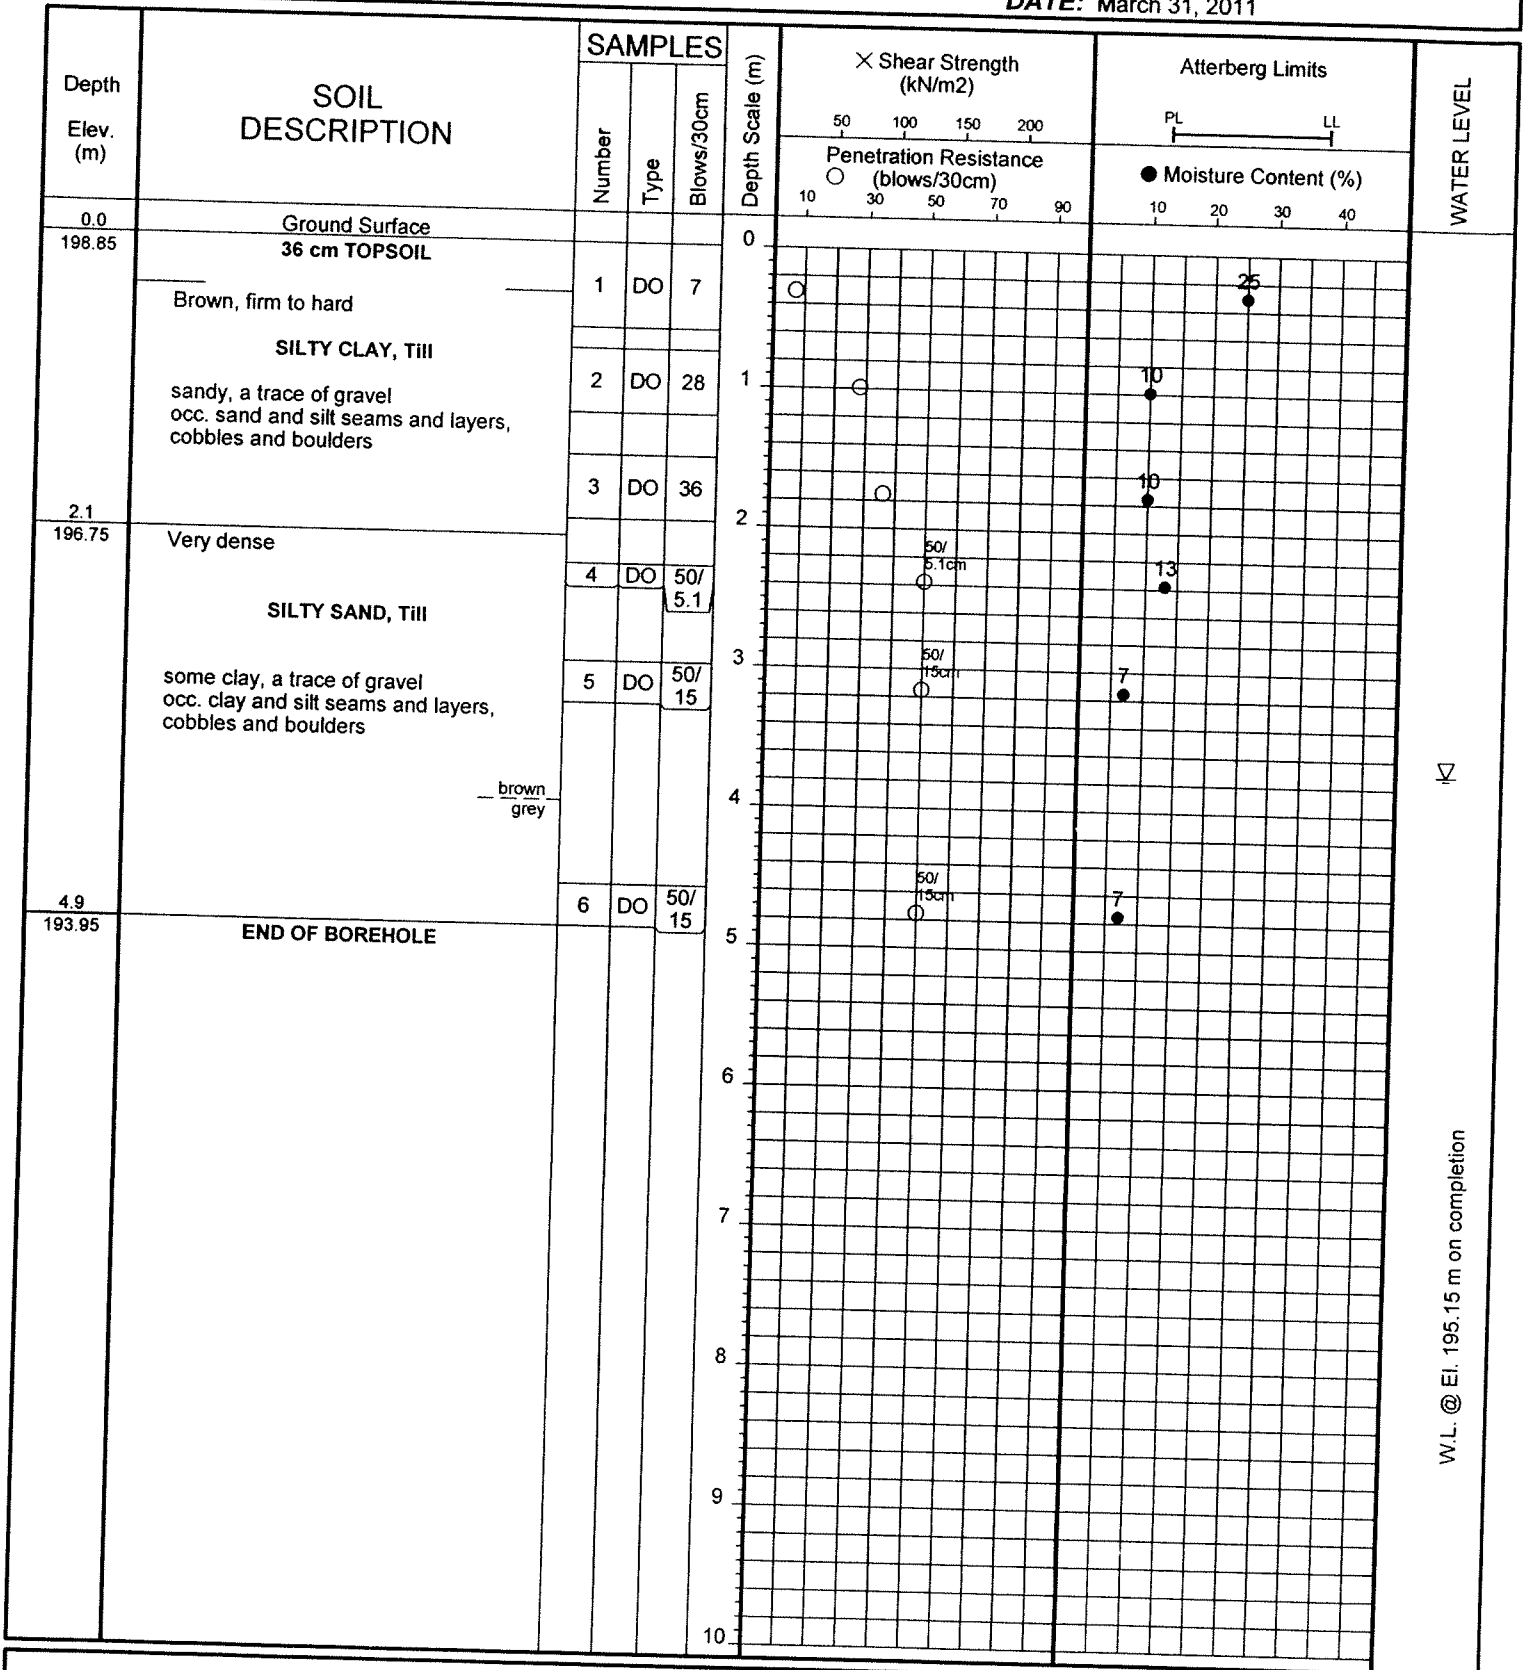 DATE: March 31, 2011
Depth
Elev.
(m)
SOIL
DESCRIPTION
SAMPLES
Number
Type
Blows/30cm
Depth Scale (m)
× Shear Strength
(kN/m2)
50 100 150 200
Penetration Resistance
(blows/30cm)
10 30 50 70 90
Atterberg Limits
PL LL
Moisture Content (%)
10 20 30 40
WATER LEVEL
0.0
198.85
Ground Surface
36 cm TOPSOIL
Brown, firm to hard
SILTY CLAY, Till
sandy, a trace of gravel
occ. sand and silt seams and layers,
cobbles and boulders
2.1
196.75
Very dense
SILTY SAND, Till
some clay, a trace of gravel
occ. clay and silt seams and layers,
cobbles and boulders
brown
grey
4.9
193.95
END OF BOREHOLE
1 DO 7
2 DO 28
3 DO 36
4 DO 50/
5.1
5 DO 50/
15
6 DO 50/
15
0
1
2
3
4
5
6
7
8
9
10
50/
5.1cm
50/
15cm
50/
15cm
25
10
10
13
7
7
W.L. @ El. 195.15 m on completion